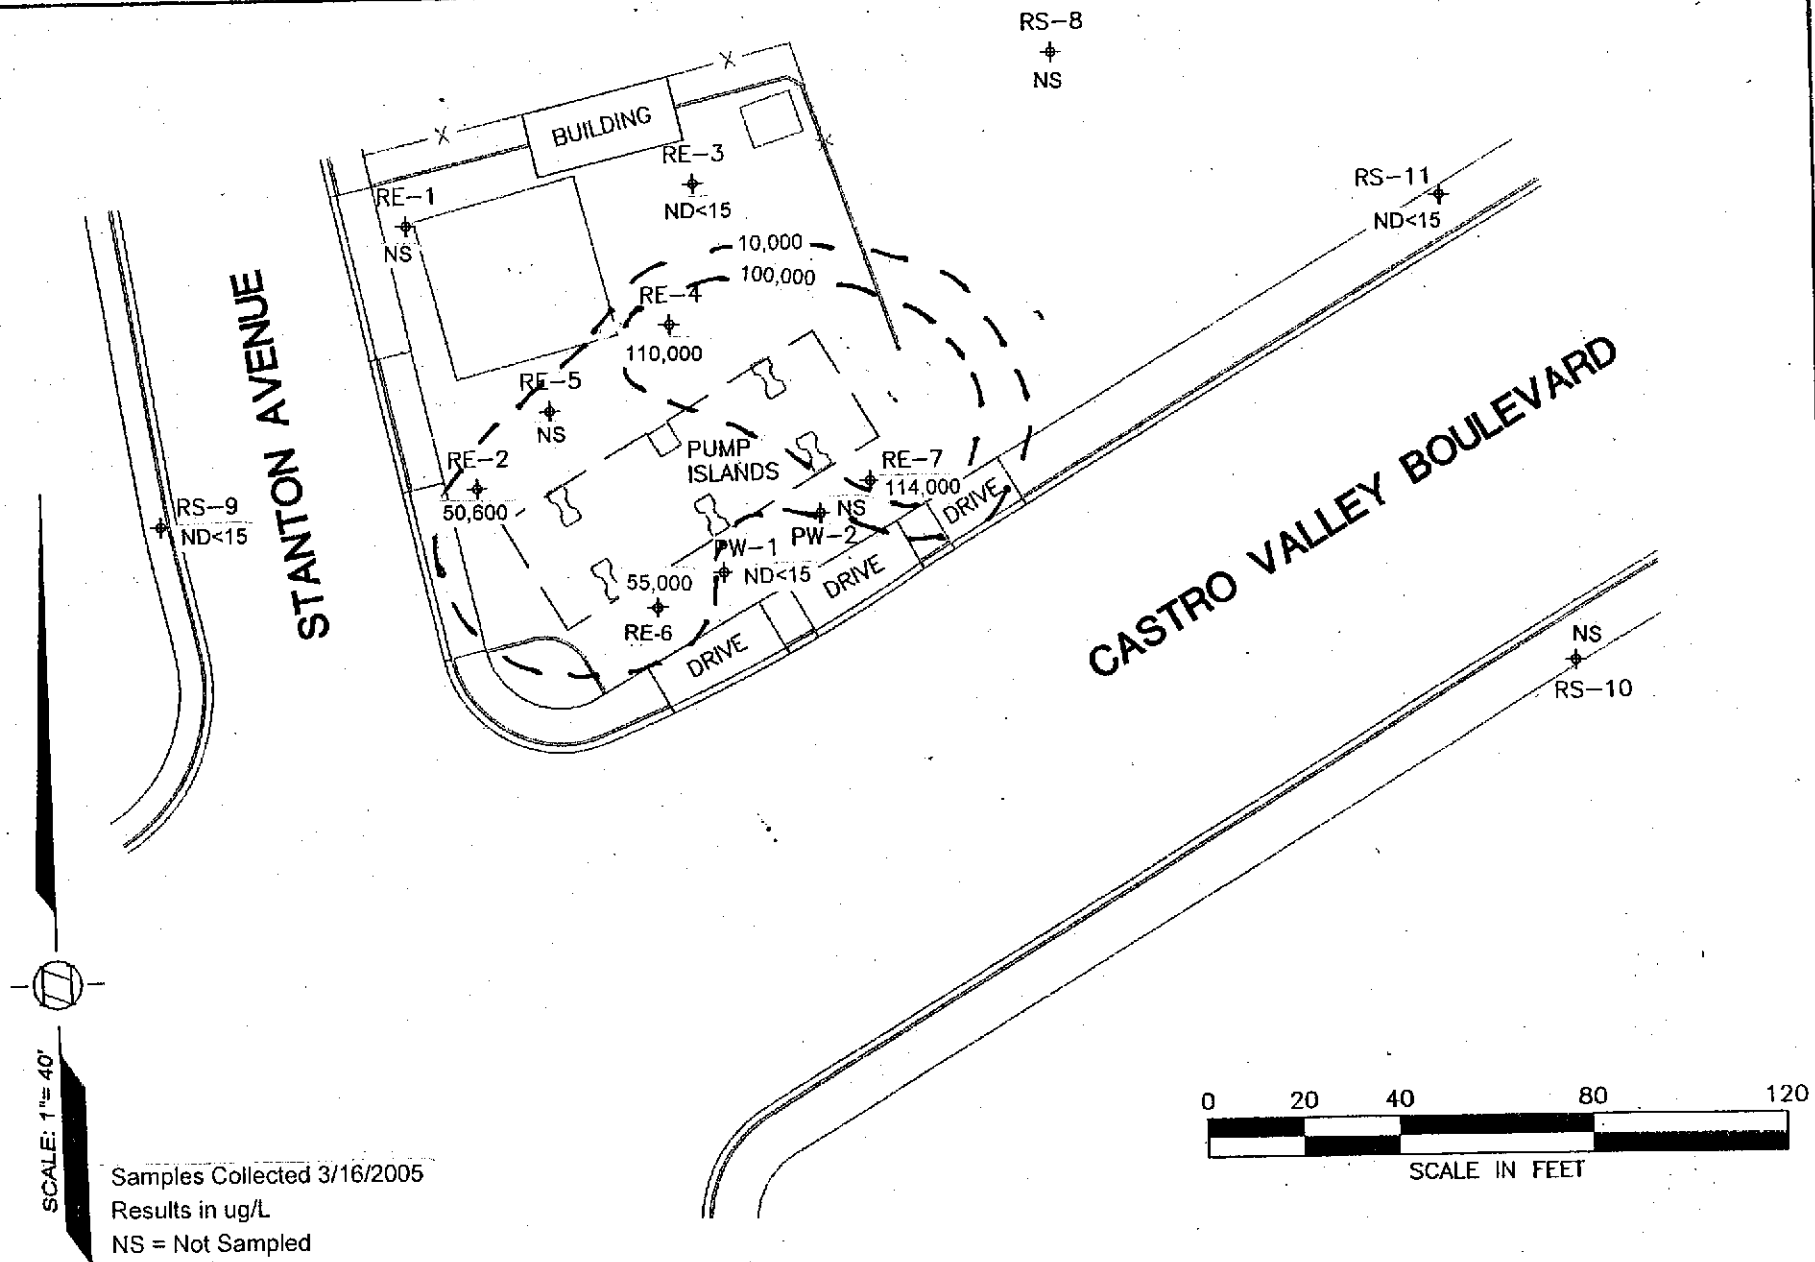 RS-8
NS
X
X
BUILDING
X
RE-3
ND<15
RE-1
NS
RS-11
ND<15
10,000
100,000
RE-4
110,000
STANTON AVENUE
RE-5
NS
RE-2
50,600
PUMP
ISLANDS
RE-7
114,000
NS
PW-2
DRIVE
RS-9
ND<15
PW-1
ND<15
DRIVE
55,000
RE-6
DRIVE
CASTRO VALLEY BOULEVARD
NS
RS-10
SCALE: 1"= 40'
0 20 40 80 120
SCALE IN FEET
Samples Collected 3/16/2005
Results in ug/L
NS = Not Sampled